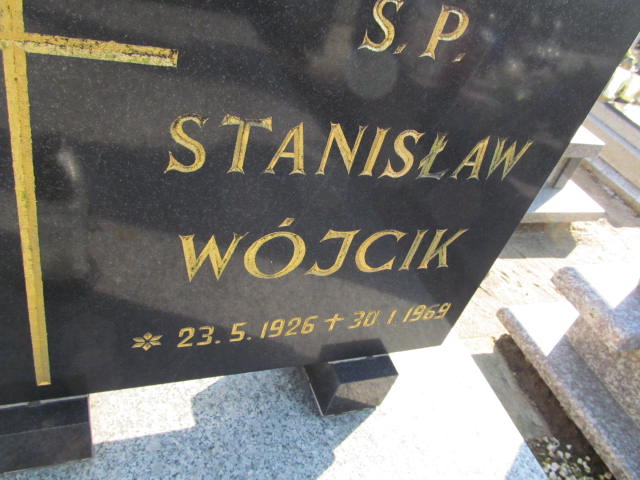 S.P.
STANISŁAW
WÓJCIK
* 23.5.1926 + 30.1.1969